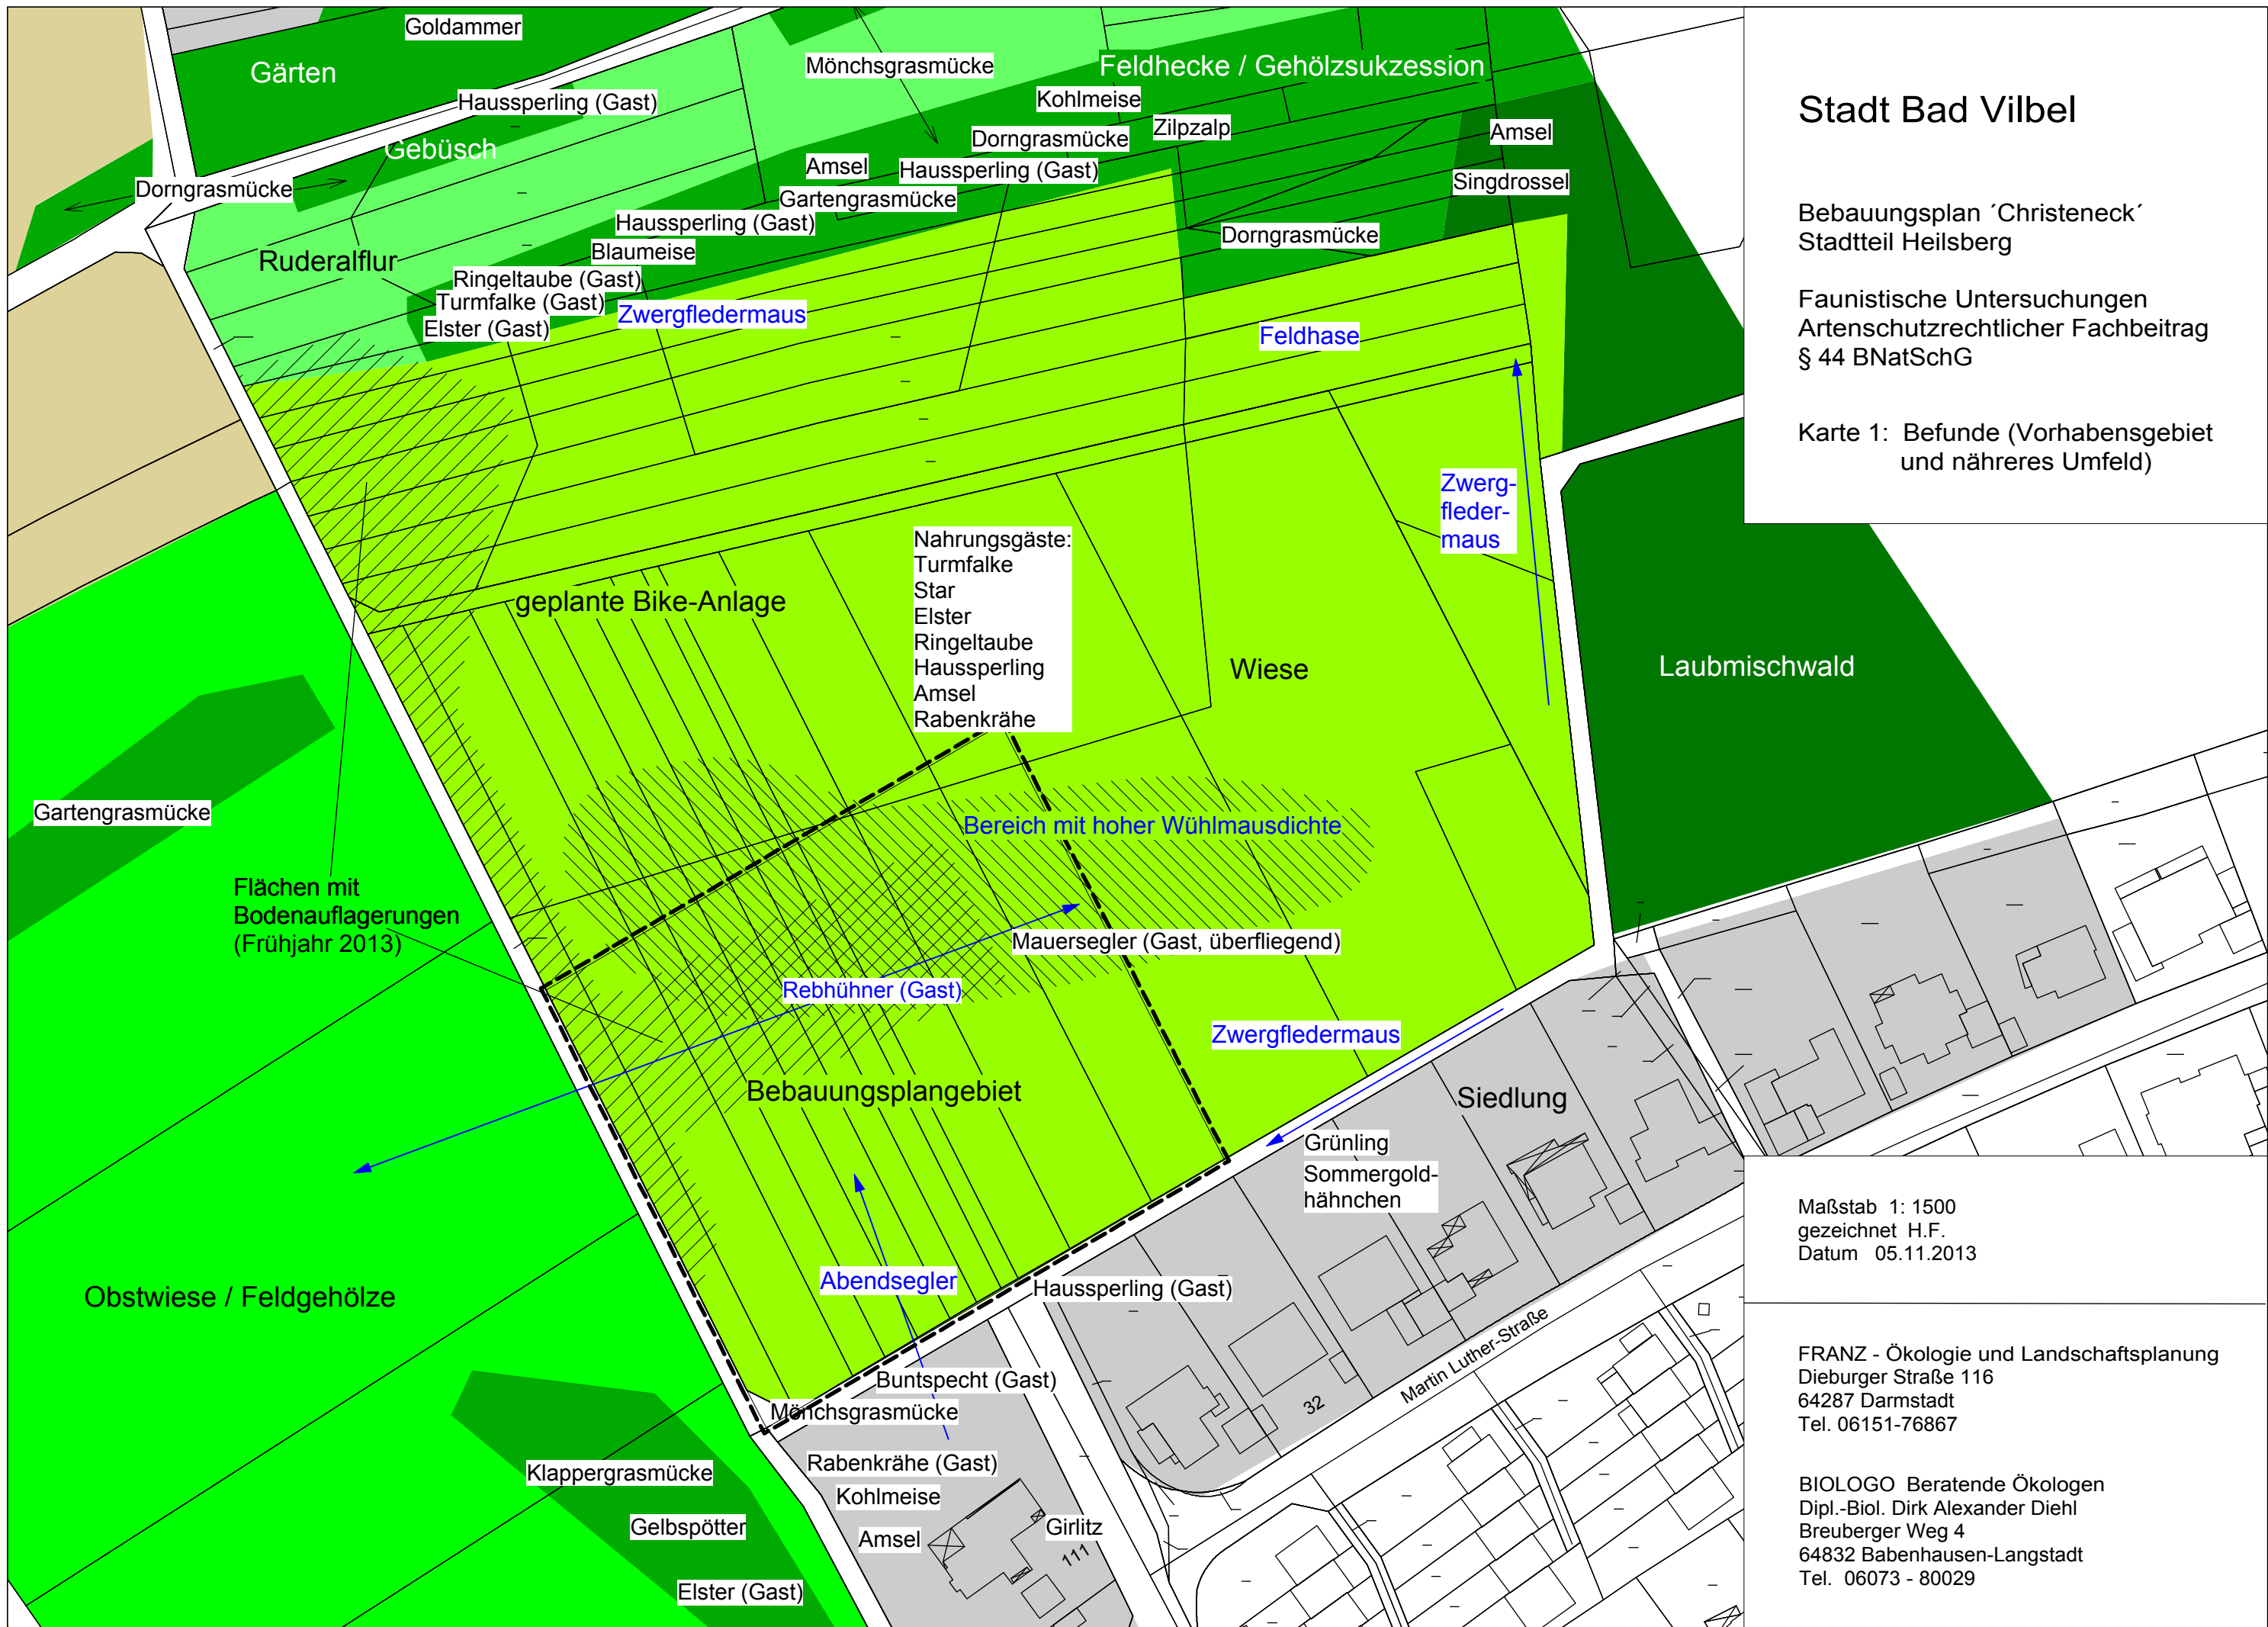 Goldammer
Gärten
Mönchsgrasmücke
Feldhecke / Gehölzsukzession
Haussperling (Gast)
Kohlmeise
Gebüsch
Dorngrasmücke
Zilpzalp
Amsel
Amsel
Haussperling (Gast)
Dorngrasmücke
Singdrossel
Gartengrasmücke
Haussperling (Gast)
Dorngrasmücke
Blaumeise
Ruderalflur
Ringeltaube (Gast)
Turmfalke (Gast)
Elster (Gast)
Zwergfledermaus
Feldhase
Zwerg-
fleder-
maus
Nahrungsgäste:
Turmfalke
Star
Elster
Ringeltaube
Haussperling
Amsel
Rabenkrähe
geplante Bike-Anlage
Wiese
Laubmischwald
Gartengrasmücke
Bereich mit hoher Wühlmausdichte
Flächen mit
Bodenauflagerungen
(Frühjahr 2013)
Mauersegler (Gast, überfliegend)
Rebhühner (Gast)
Zwergfledermaus
Bebauungsplangebiet
Siedlung
Grünling
Sommergold-
hähnchen
Abendsegler
Haussperling (Gast)
Obstwiese / Feldgehölze
Martin Luther-Straße
32
Buntspecht (Gast)
Mönchsgrasmücke
Rabenkrähe (Gast)
Klappergrasmücke
Kohlmeise
Gelbspötter
Amsel
Girlitz
111
Elster (Gast)
Stadt Bad Vilbel
Bebauungsplan ´Christeneck´
Stadtteil Heilsberg
Faunistische Untersuchungen
Artenschutzrechtlicher Fachbeitrag
§ 44 BNatSchG
Karte 1: Befunde (Vorhabensgebiet
und nähreres Umfeld)
Maßstab 1: 1500
gezeichnet H.F.
Datum 05.11.2013
FRANZ - Ökologie und Landschaftsplanung
Dieburger Straße 116
64287 Darmstadt
Tel. 06151-76867
BIOLOGO Beratende Ökologen
Dipl.-Biol. Dirk Alexander Diehl
Breuberger Weg 4
64832 Babenhausen-Langstadt
Tel. 06073 - 80029